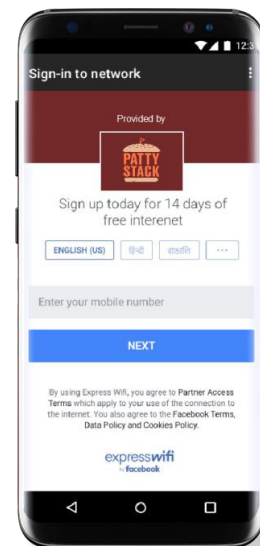 12:3
Sign-in to network
Provided by
PATTY
STACK
Sign up today for 14 days of
free interenet
ENGLISH (US)
हिन्दी
Enter your mobile number
NEXT
By using Express Wifi, you agree to Partner Access
Terms which apply to your use of the connection to
the internet. You also agree to the Facebook Terms,
Data Policy and Cookies Policy.
expresswifi
by facebook